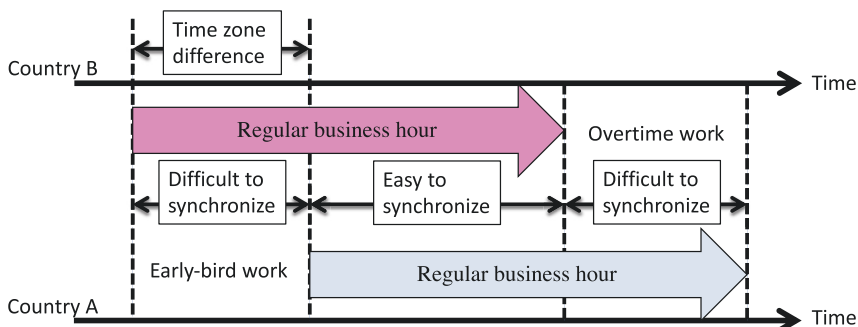 Time zone
difference
Country B
Time
Regular business hour
Overtime work
Difficult to
synchronize
Easy to
synchronize
Difficult to
synchronize
Early-bird work
Regular business hour
Country A
Time